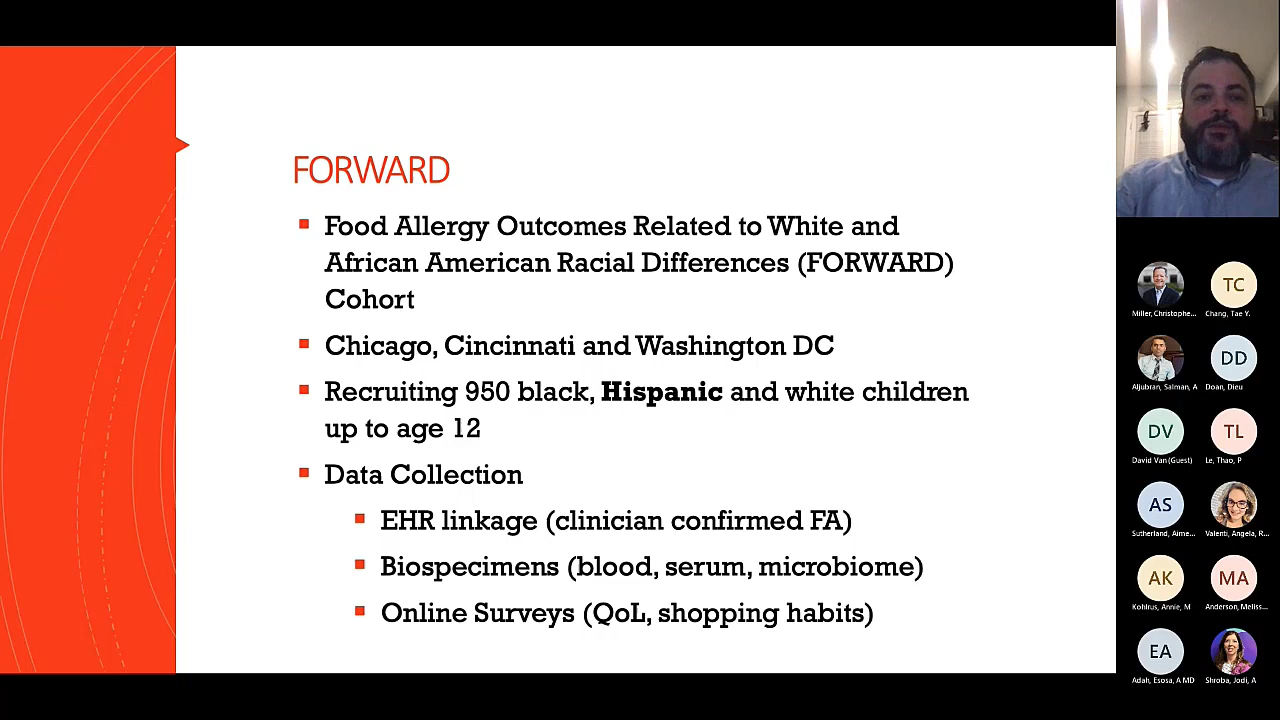 FORWARD
Food Allergy Outcomes Related to White and
African American Racial Differences (FORWARD)
Cohort
Chicago, Cincinnati and Washington DC
Recruiting 950 black, Hispanic and white children
up to age 12
Data Collection
EHR linkage (clinician confirmed FA)
Biospecimens (blood, serum, microbiome)
Online Surveys (QoL, shopping habits)
TC
Miller, Christophe...
Chang, Tae Y.
DD
Aljubran, Salman, A
Doan, Dieu
DV
TL
David Van (Guest)
Le, Thao, P
AS
Sutherland, Aime...
Valenti, Angela, R...
AK
MA
Kohlrus, Annie, M
Anderson, Meliss...
EA
Adah, Esosa, A MD
Shroba, Jodi, A